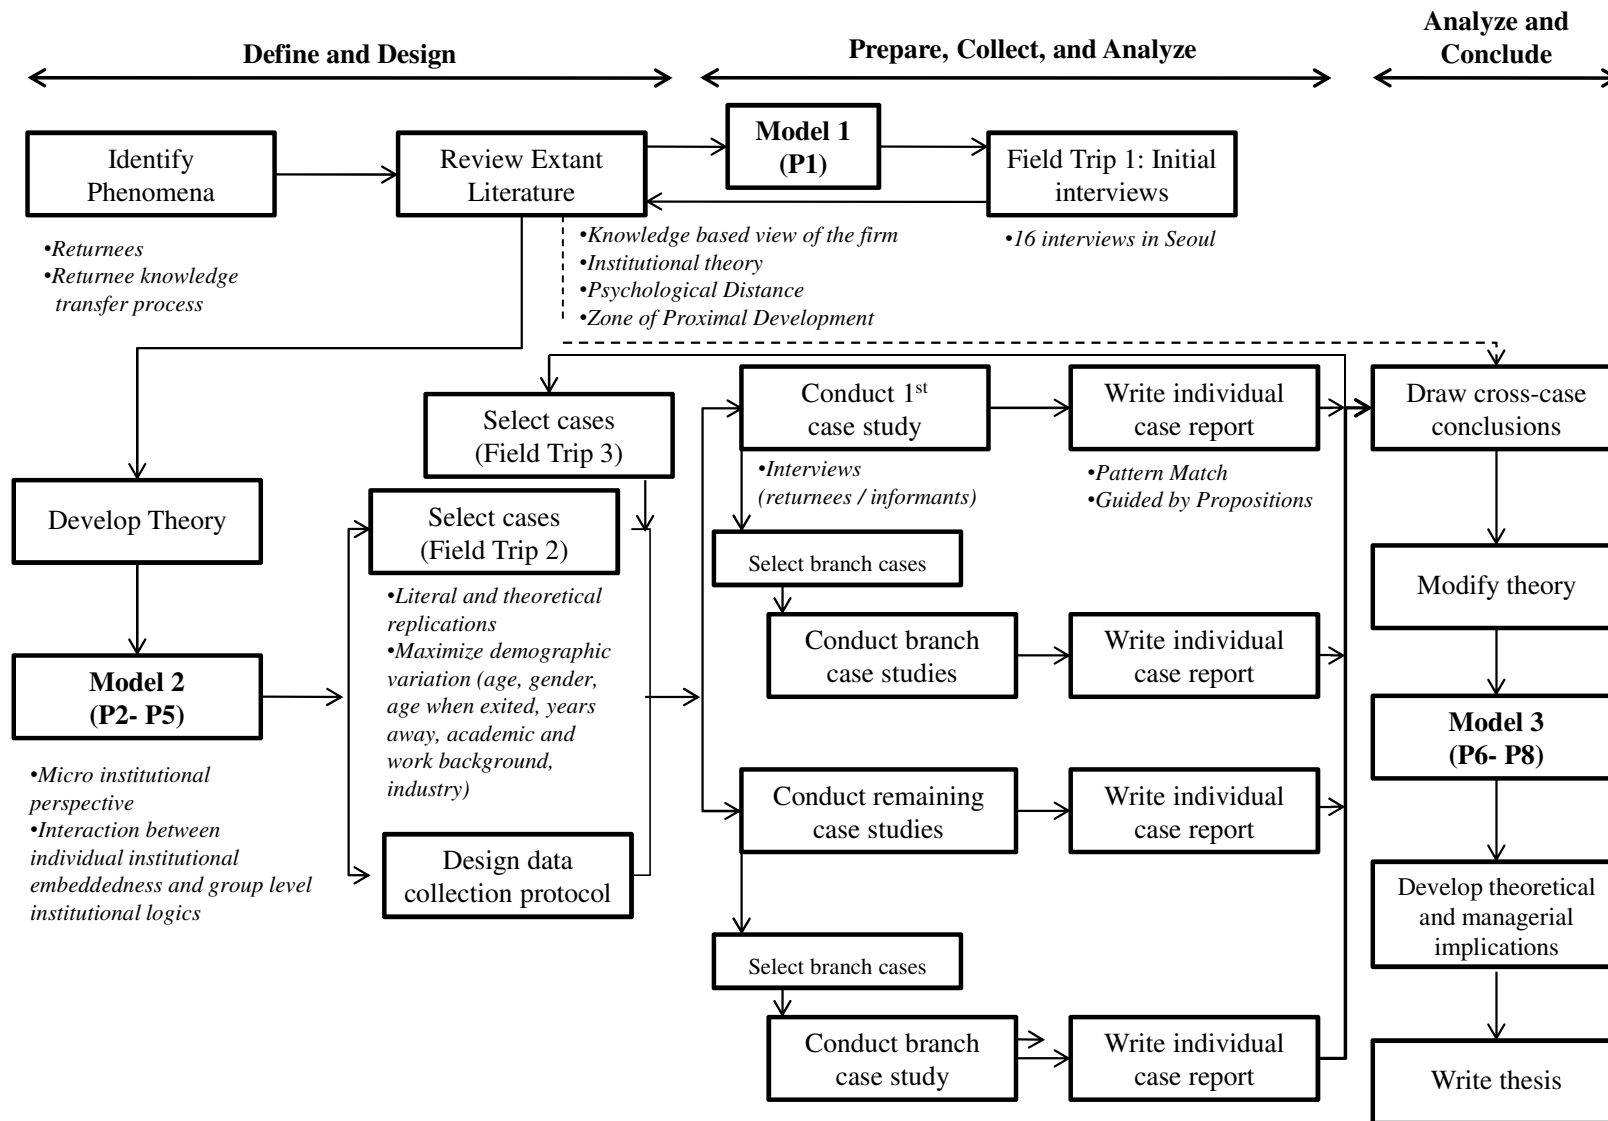 Define and Design
Prepare, Collect, and Analyze
Analyze and
Conclude
Identify
Phenomena
Review Extant
Literature
Model 1
(P1)
Field Trip 1: Initial
interviews
•Returnees
•Returnee knowledge
transfer process
•Knowledge based view of the firm
•Institutional theory
•Psychological Distance
•Zone of Proximal Development
•16 interviews in Seoul
Develop Theory
Model 2
(P2- P5)
•Micro institutional
perspective
•Interaction between
individual institutional
embeddedness and group level
institutional logics
Select cases
(Field Trip 3)
Select cases
(Field Trip 2)
•Literal and theoretical
replications
•Maximize demographic
variation (age, gender,
age when exited, years
away, academic and
work background,
industry)
Design data
collection protocol
Conduct 1st
case study
•Interviews
(returnees / informants)
Write individual
case report
•Pattern Match
•Guided by Propositions
Select branch cases
Conduct branch
case studies
Write individual
case report
Conduct remaining
case studies
Write individual
case report
Select branch cases
Conduct branch
case study
Write individual
case report
Draw cross-case
conclusions
Modify theory
Model 3
(P6- P8)
Develop theoretical
and managerial
implications
Write thesis